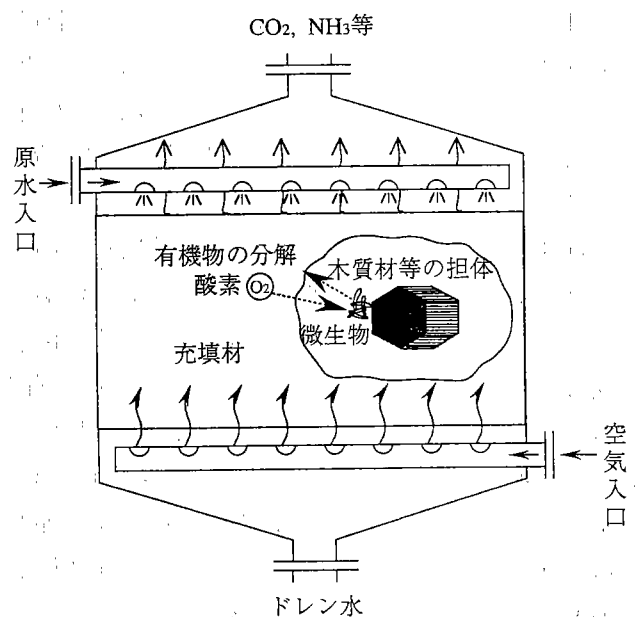 CO₂, NH₃等
原水入口
有機物の分解
酸素 O₂
木質材等の担体
微生物
充填材
空気入口
ドレン水